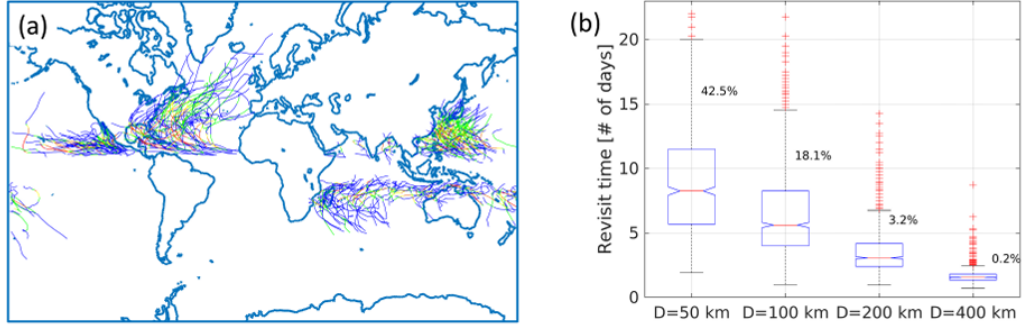 (a)
(b)
Revisit time [# of days]
20
15
10
5
0
42.5%
18.1%
3.2%
0.2%
D=50 km D=100 km D=200 km D=400 km